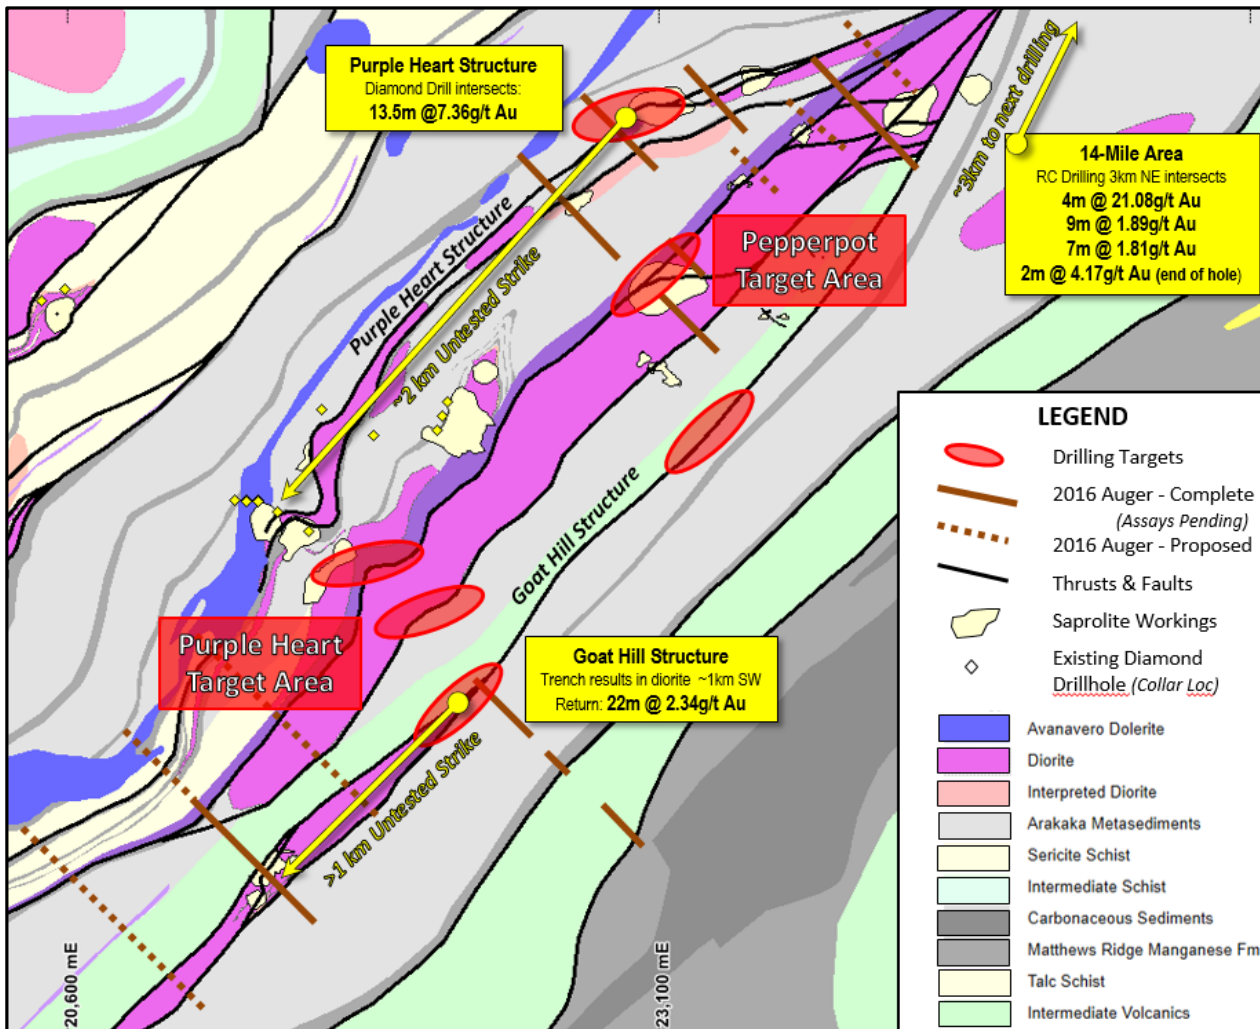 Purple Heart Structure
Diamond Drill intersects:
13.5m @7.36g/t Au
~3km to next drilling
14-Mile Area
RC Drilling 3km NE intersects
4m @ 21.08g/t Au
9m @ 1.89g/t Au
7m @ 1.81g/t Au
2m @ 4.17g/t Au (end of hole)
Pepperpot
Target Area
Purple Heart Structure
~2 km Untested Strike
Goat Hill Structure
Purple Heart
Target Area
Goat Hill Structure
Trench results in diorite ~1km SW
Return: 22m @ 2.34g/t Au
>1 km Untested Strike
20,600 mE
23,100 mE
LEGEND
Drilling Targets
2016 Auger - Complete
(Assays Pending)
2016 Auger - Proposed
Thrusts & Faults
Saprolite Workings
Existing Diamond
Drillhole (Collar Loc)
Avanavero Dolerite
Diorite
Interpreted Diorite
Arakaka Metasediments
Sericite Schist
Intermediate Schist
Carbonaceous Sediments
Matthews Ridge Manganese Fm
Talc Schist
Intermediate Volcanics